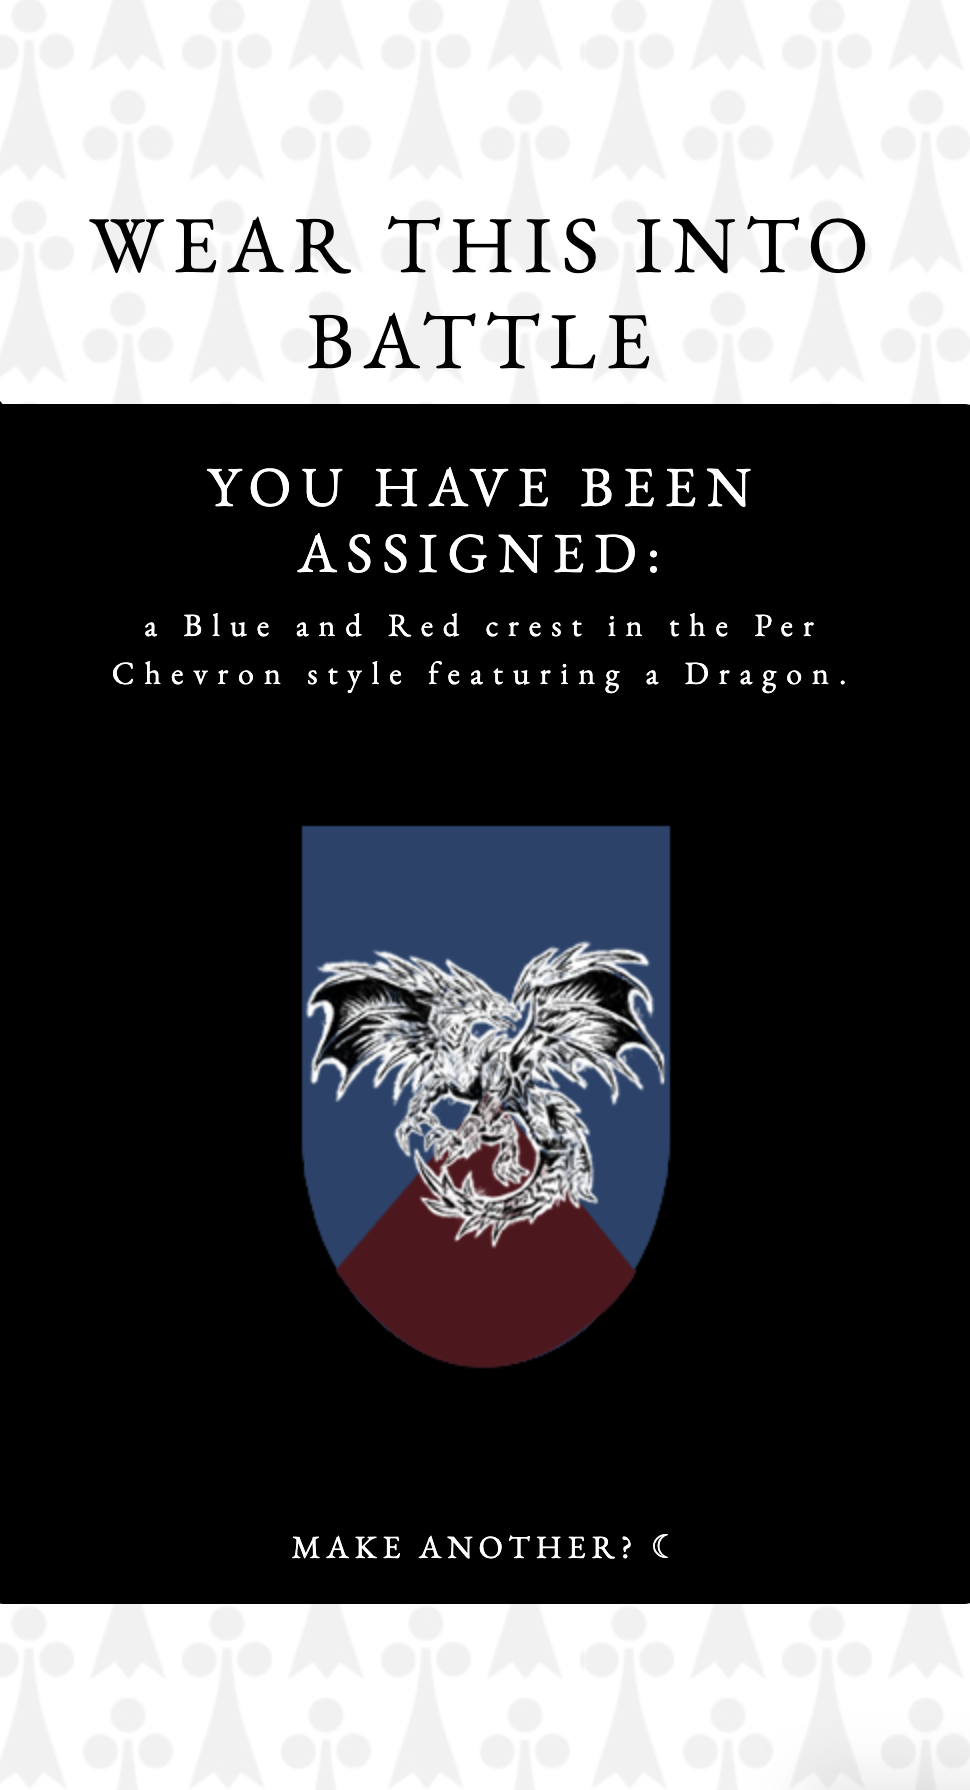 WEAR THIS INTO
BATTLE
YOU HAVE BEEN
ASSIGNED:
a Blue and Red crest in the Per
Chevron style featuring a Dragon.
MAKE ANOTHER? ☾